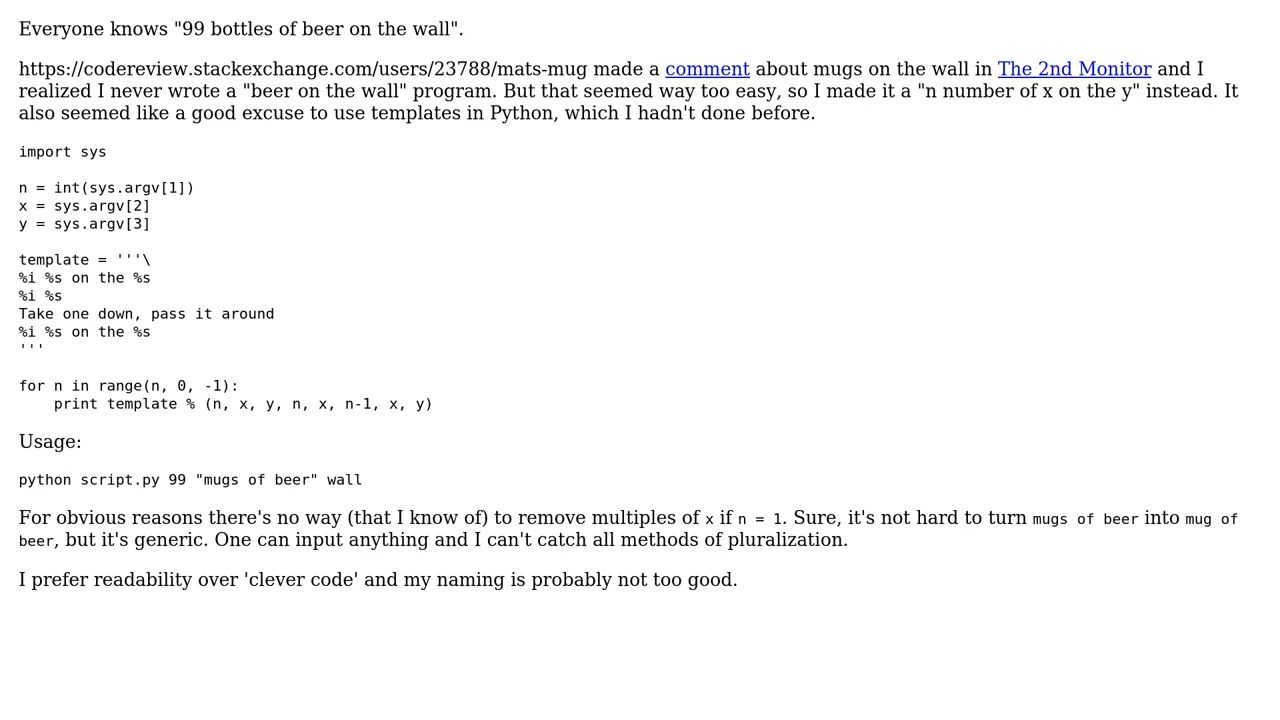 Everyone knows "99 bottles of beer on the wall".
https://codereview.stackexchange.com/users/23788/mats-mug made a comment about mugs on the wall in The 2nd Monitor and I
realized I never wrote a "beer on the wall" program. But that seemed way too easy, so I made it a "n number of x on the y" instead. It
also seemed like a good excuse to use templates in Python, which I hadn't done before.
import sys
n = int(sys.argv[1])
x = sys.argv[2]
y = sys.argv[3]
template = '''\
%i %s on the %s
%i %s
Take one down, pass it around
%i %s on the %s
'''
for n in range(n, 0, -1):
    print template % (n, x, y, n, x, n-1, x, y)
Usage:
python script.py 99 "mugs of beer" wall
For obvious reasons there's no way (that I know of) to remove multiples of x if n = 1. Sure, it's not hard to turn mugs of beer into mug of
beer, but it's generic. One can input anything and I can't catch all methods of pluralization.
I prefer readability over 'clever code' and my naming is probably not too good.